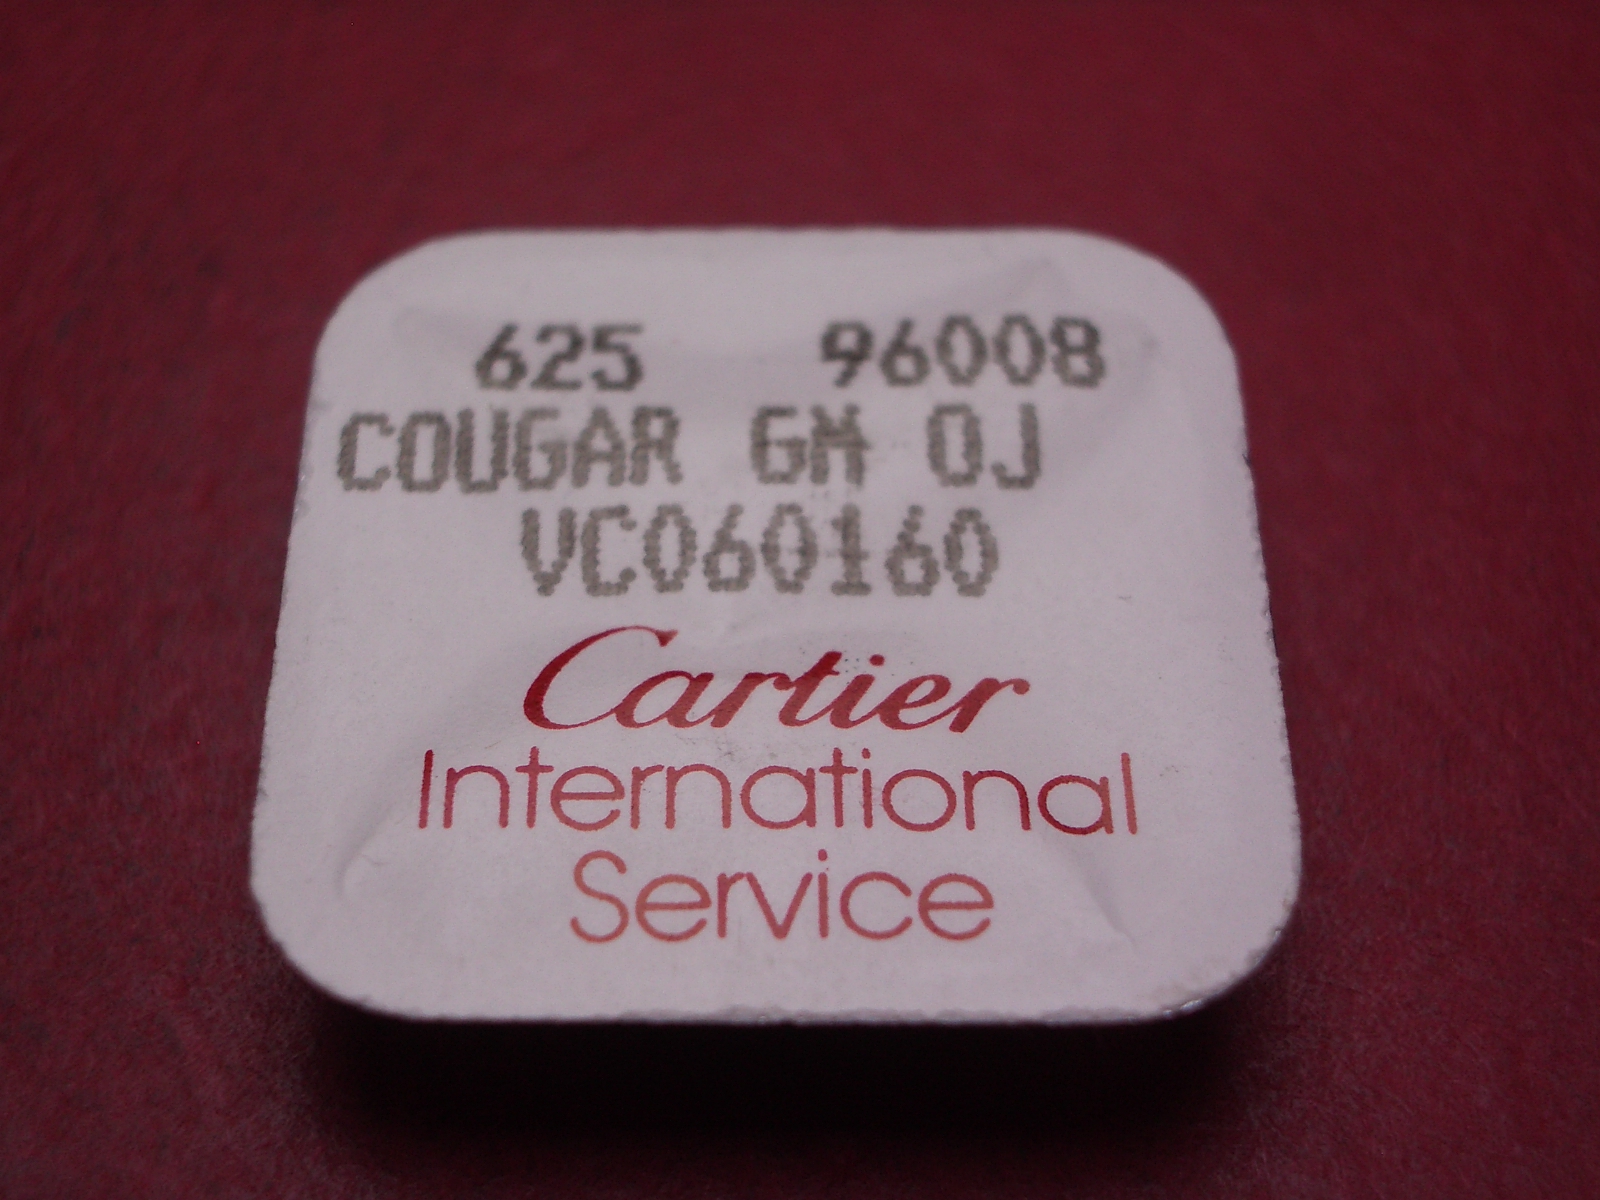 625 96008
COUGAR GM OJ
VC060160
Cartier
International
Service